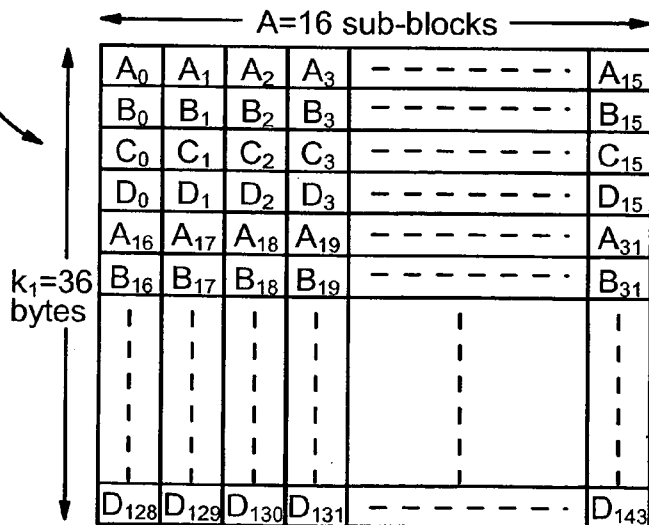 A=16 sub-blocks
A0 A1 A2 A3 A15
B0 B1 B2 B3 B15
C0 C1 C2 C3 C15
D0 D1 D2 D3 D15
A16 A17 A18 A19 A31
k1=36 bytes
B16 B17 B18 B19 B31
D128 D129 D130 D131 D143